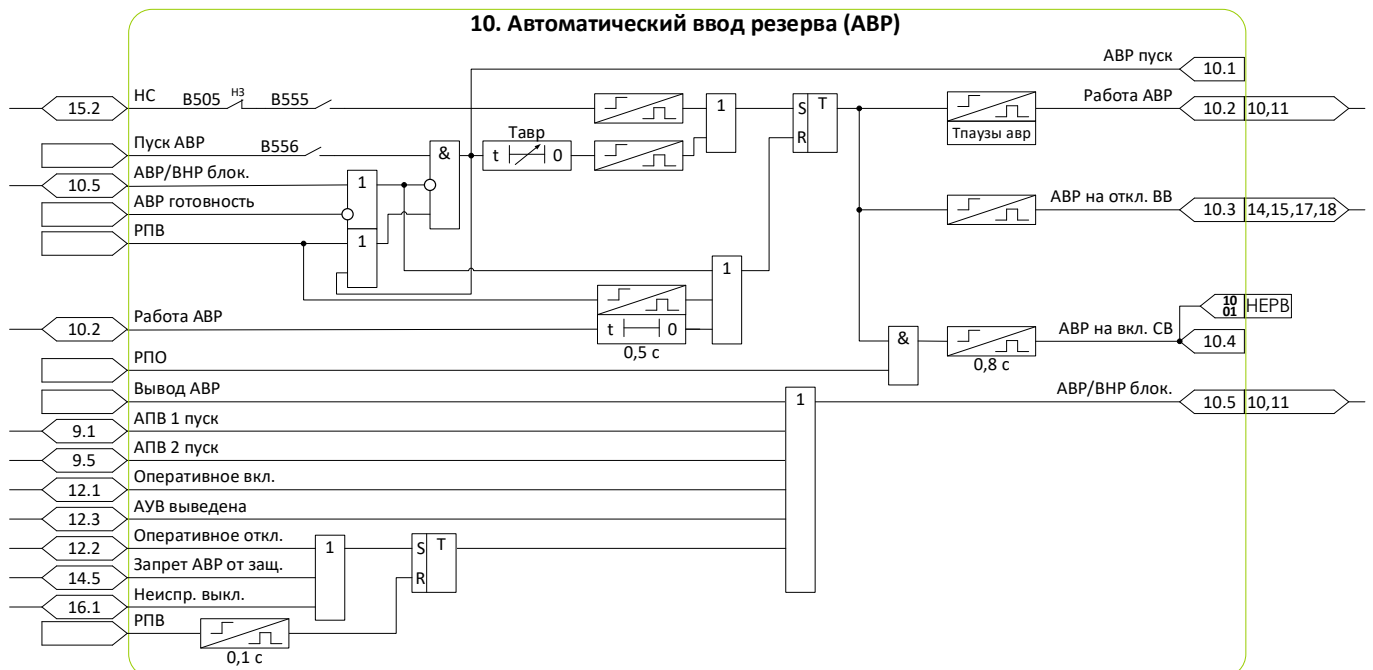 10. Автоматический ввод резерва (АВР)
АВР пуск
10.1
15.2
НС
В505
НЗ
В555
1
S
T
R
Работа АВР
10.2
10,11
Тпаузы авр
Пуск АВР
В556
&
Тавр
t
0
10.5
АВР/ВНР блок.
1
АВР готовность
АВР на откл. ВВ
10.3
14,15,17,18
РПВ
1
1
10.2
Работа АВР
t
0
0,5 с
10
01
НЕРВ
АВР на вкл. СВ
10.4
&
0,8 с
РПО
Вывод АВР
1
АВР/ВНР блок.
10.5
10,11
9.1
АПВ 1 пуск
9.5
АПВ 2 пуск
12.1
Оперативное вкл.
12.3
АУВ выведена
12.2
Оперативное откл.
1
S
T
R
14.5
Запрет АВР от защ.
16.1
Неиспр. выкл.
РПВ
0,1 с